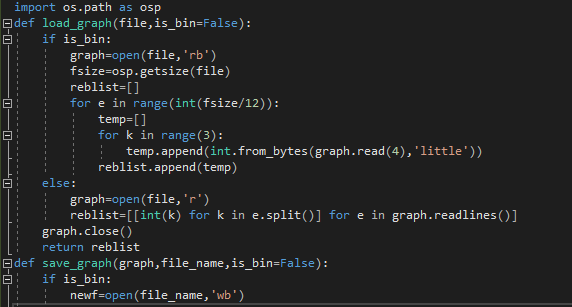 import os.path as osp
def load_graph(file,is_bin=False):
    if is_bin:
        graph=open(file,'rb')
        fsize=osp.getsize(file)
        reblist=[]
        for e in range(int(fsize/12)):
            temp=[]
            for k in range(3):
                temp.append(int.from_bytes(graph.read(4),'little'))
            reblist.append(temp)
    else:
        graph=open(file,'r')
        reblist=[[int(k) for k in e.split()] for e in graph.readlines()]
    graph.close()
    return reblist
def save_graph(graph,file_name,is_bin=False):
    if is_bin:
        newf=open(file_name,'wb')